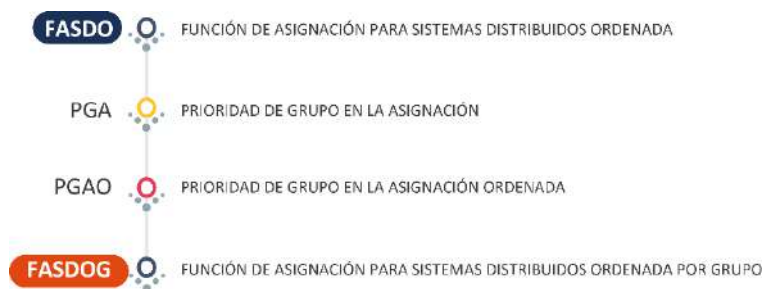 FASDO FUNCIÓN DE ASIGNACIÓN PARA SISTEMAS DISTRIBUIDOS ORDENADA
PGA PRIORIDAD DE GRUPO EN LA ASIGNACIÓN
PGAO PRIORIDAD DE GRUPO EN LA ASIGNACIÓN ORDENADA
FASDOG FUNCIÓN DE ASIGNACIÓN PARA SISTEMAS DISTRIBUIDOS ORDENADA POR GRUPO